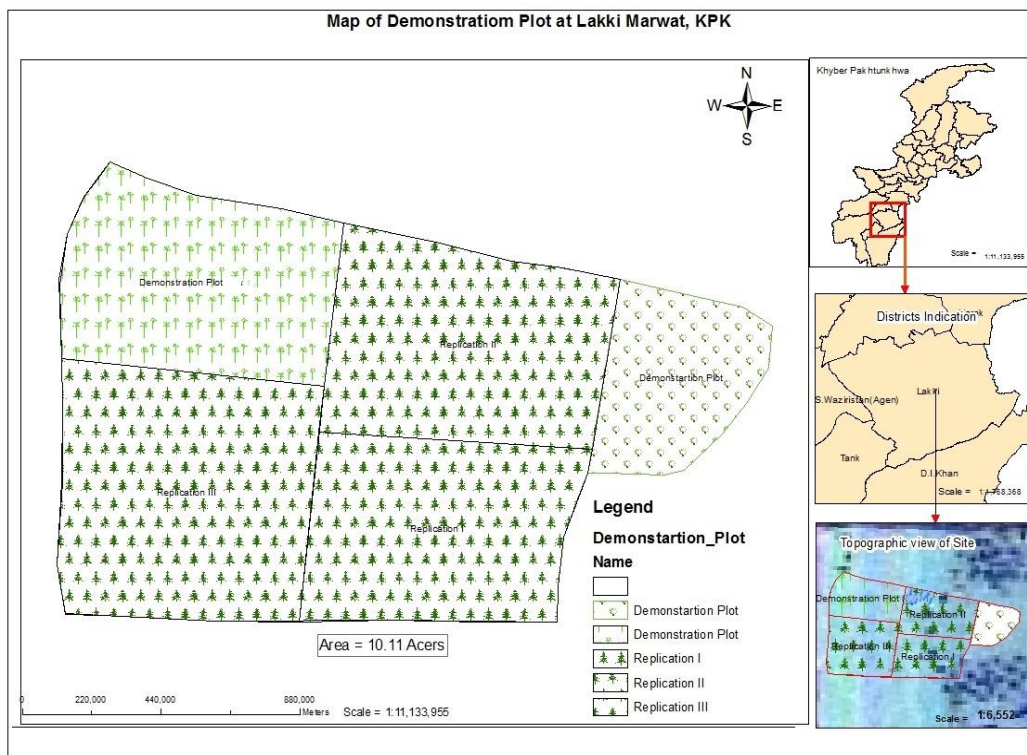 Map of Demonstratiom Plot at Lakki Marwat, KPK
N
W E
S
Demonstration Plot
Replication II
Demonstartion Plot
Replication III
Replication I
Area = 10.11 Acers
Legend
Demonstartion_Plot
Name
Demonstartion Plot
Demonstration Plot
Replication I
Replication II
Replication III
220,000 440,000 880,000
Meters
Scale = 1:11,133,955
Khyber Pakhtunkhwa
Scale = 1:11,133,955
Districts Indication
S.Waziristan(Agen)
Tank
D.I.Khan
Scale =
Topographic view of Site
Demonstration Plot
Replication II
Replication III
Replication I
Scale = 1:6,552